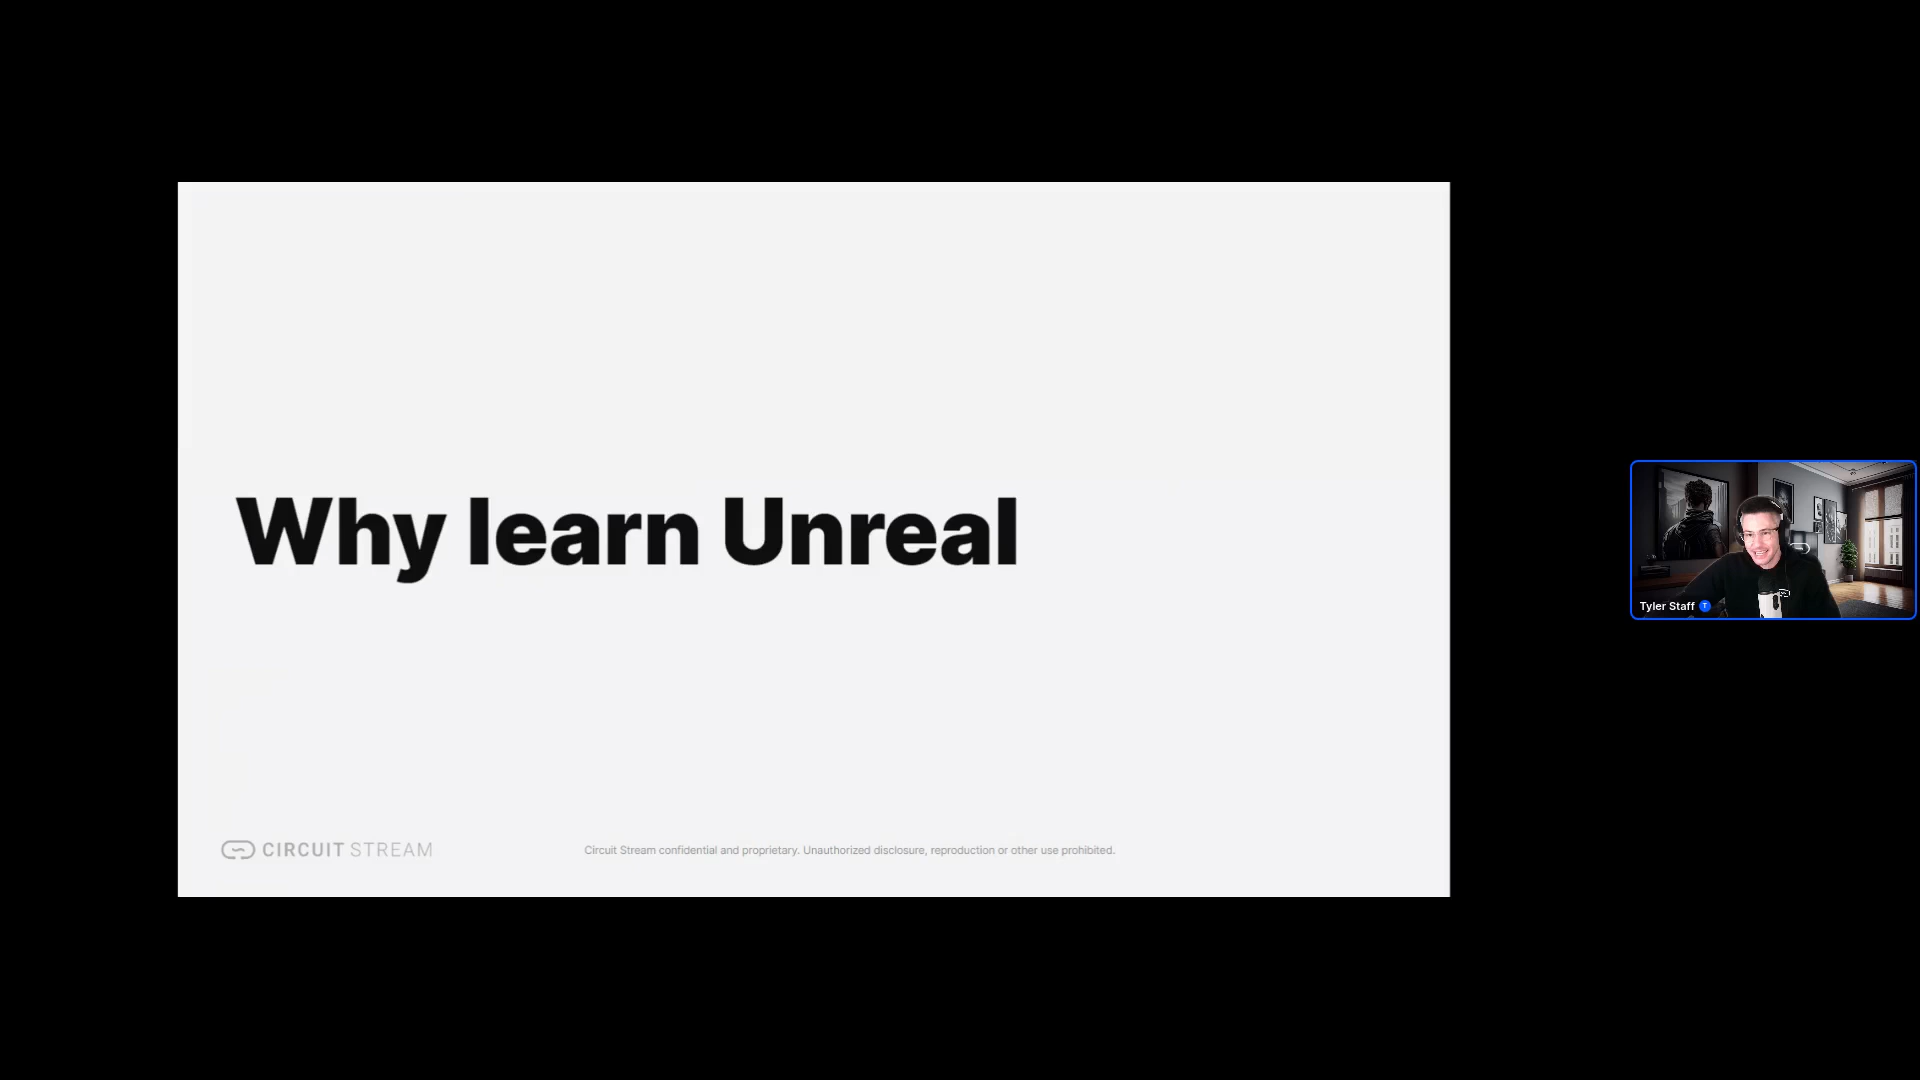 Why learn Unreal
CIRCUIT STREAM
Circuit Stream confidential and proprietary. Unauthorized disclosure, reproduction or other use prohibited.
Tyler Staff T